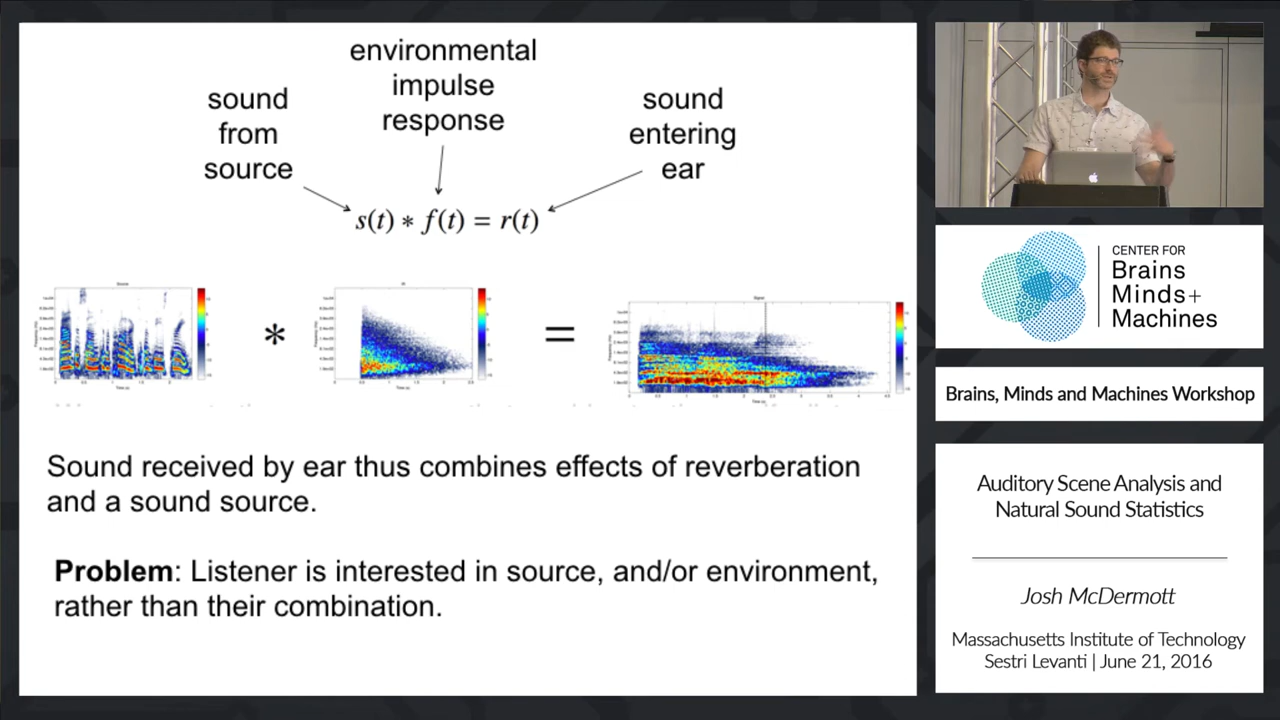 environmental
impulse
response
sound
from
source
sound
entering
ear
s(t) * f(t) = r(t)
* =
Sound received by ear thus combines effects of reverberation
and a sound source.
Problem: Listener is interested in source, and/or environment,
rather than their combination.
CENTER FOR
Brains
Minds+
Machines
Brains, Minds and Machines Workshop
Auditory Scene Analysis and
Natural Sound Statistics
Josh McDermott
Massachusetts Institute of Technology
Sestri Levanti | June 21, 2016